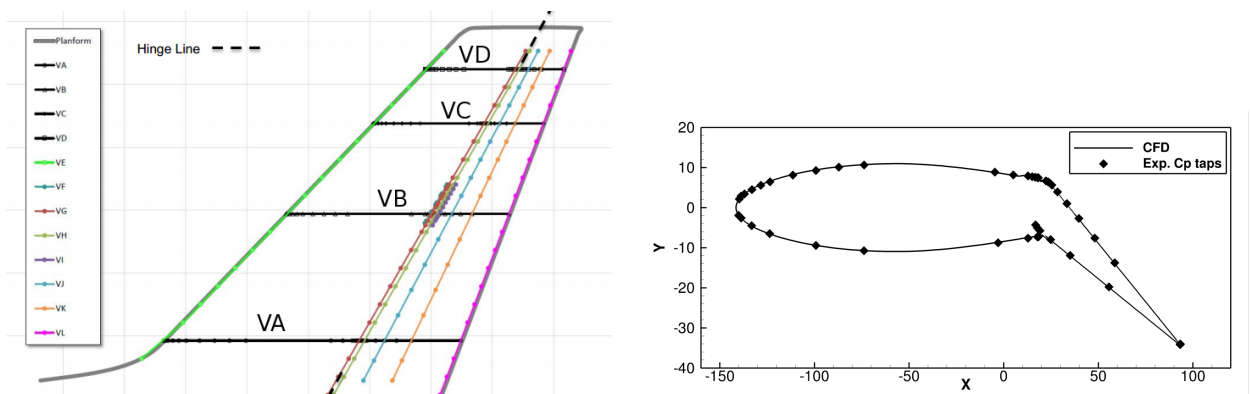 Planform
VA
VB
VC
VD
VE
VF
VG
VH
VI
VJ
VK
VL
Hinge Line
VD
VC
VB
VA
20
10
0
-10
-20
-30
-40
Y
-150
-100
-50
0
50
100
X
CFD
Exp. Cp taps